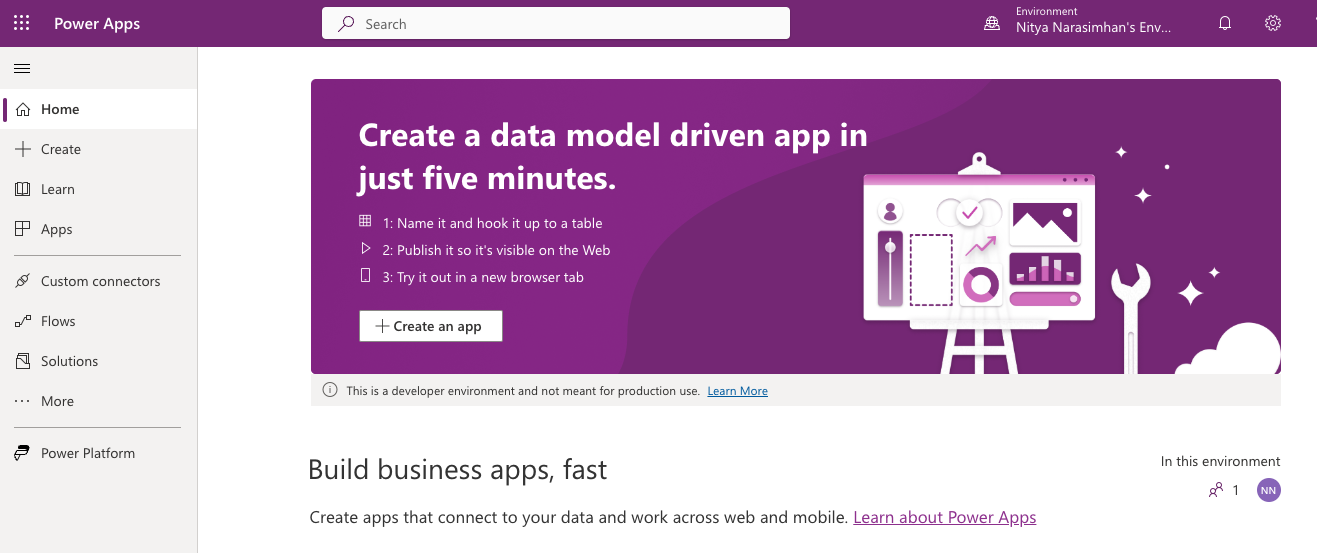 Power Apps
Search
Environment
Nitya Narasimhan's Env...
Home
Create
Learn
Apps
Custom connectors
Flows
Solutions
More
Power Platform
Create a data model driven app in
just five minutes.
1: Name it and hook it up to a table
2: Publish it so it's visible on the Web
3: Try it out in a new browser tab
Create an app
This is a developer environment and not meant for production use. Learn More
Build business apps, fast
In this environment
1 NN
Create apps that connect to your data and work across web and mobile. Learn about Power Apps